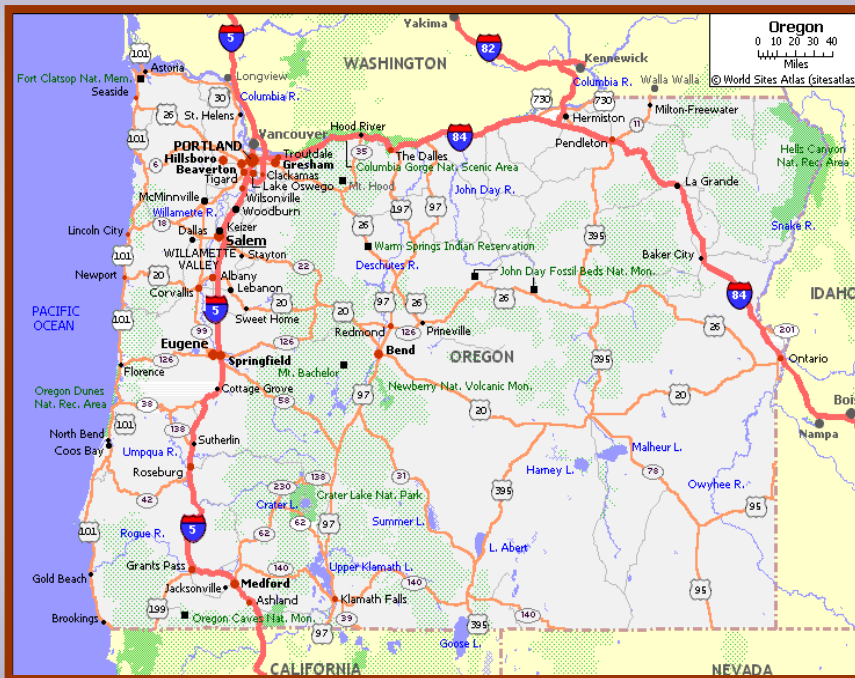 Oregon
0 10 20 30 40
Miles
© World Sites Atlas (sitesatlas
Yakima
5
82
WASHINGTON
Kennewick
101
Astoria
Longview
Columbia R.
Walla Walla
Fort Clatsop Nat. Mem.
Seaside
30
Columbia R.
730
730
Milton-Freewater
26
St. Helens
Hermiston
101
Vancouver
Hood River
84
11
PORTLAND
Pendleton
Hells Canyon
Nat. Rec. Area
Hillsboro
Troutdale
35
The Dalles
6
Beaverton
Gresham
Columbia Gorge Nat. Scenic Area
Tigard
Clackamas
Mt. Hood
La Grande
Lake Oswego
John Day R.
McMinnville
Wilsonville
Willamette R.
Woodburn
26
197
97
18
Lincoln City
Dallas
Keizer
Salem
395
Snake R.
101
WILLAMETTE
VALLEY
Stayton
Warm Springs Indian Reservation
Baker City
Newport
20
22
Deschutes R.
John Day Fossil Beds Nat. Mon.
Albany
Corvallis
Lebanon
97
84
IDAHO
PACIFIC
OCEAN
5
20
20
26
26
Sweet Home
99
Redmond
126
Prineville
26
201
101
Eugene
126
Bend
OREGON
395
Ontario
126
Springfield
Florence
Mt. Bachelor
Oregon Dunes
Nat. Rec. Area
Cottage Grove
Newberry Nat. Volcanic Mon.
20
58
97
20
Bois
38
101
138
Nampa
North Bend
Sutherlin
Coos Bay
Umpqua R.
Malheur L.
Roseburg
Harney L.
78
31
138
Owyhee R.
230
42
Crater Lake Nat. Park
395
Crater L.
95
101
Rogue R.
5
62
62
97
Summer L.
L. Abert
Grants Pass
140
Upper Klamath L.
Gold Beach
Jacksonville
Medford
140
95
199
Ashland
Klamath Falls
Brookings
Oregon Caves Nat. Mon.
39
395
140
97
Goose L.
CALIFORNIA
NEVADA